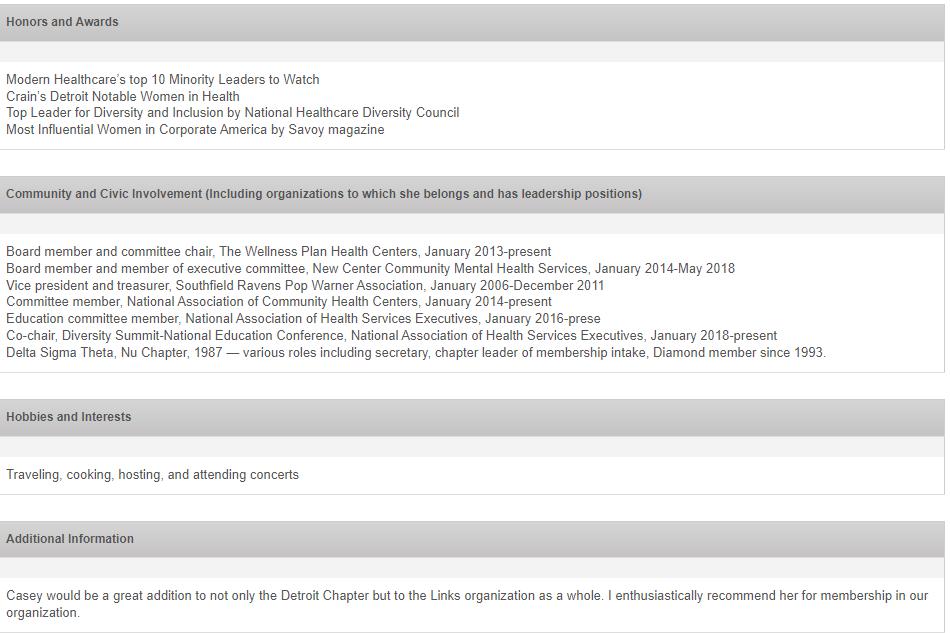 Honors and Awards
Modern Healthcare's top 10 Minority Leaders to Watch
Crain's Detroit Notable Women in Health
Top Leader for Diversity and Inclusion by National Healthcare Diversity Council
Most Influential Women in Corporate America by Savoy magazine
Community and Civic Involvement (Including organizations to which she belongs and has leadership positions)
Board member and committee chair, The Wellness Plan Health Centers, January 2013-present
Board member and member of executive committee, New Center Community Mental Health Services, January 2014-May 2018
Vice president and treasurer, Southfield Ravens Pop Warner Association, January 2006-December 2011
Committee member, National Association of Community Health Centers, January 2014-present
Education committee member, National Association of Health Services Executives, January 2016-prese
Co-chair, Diversity Summit-National Education Conference, National Association of Health Services Executives, January 2018-present
Delta Sigma Theta, Nu Chapter, 1987 — various roles including secretary, chapter leader of membership intake, Diamond member since 1993.
Hobbies and Interests
Traveling, cooking, hosting, and attending concerts
Additional Information
Casey would be a great addition to not only the Detroit Chapter but to the Links organization as a whole. I enthusiastically recommend her for membership in our
organization.